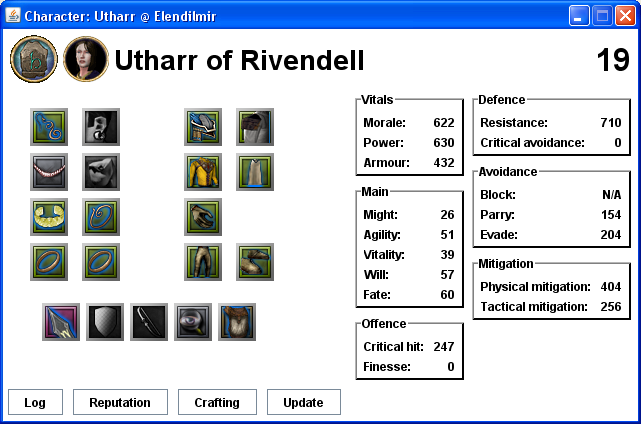 Character: Utharr @ Elendilmir
Utharr of Rivendell
19
Vitals
Morale: 622
Power: 630
Armour: 432
Main
Might: 26
Agility: 51
Vitality: 39
Will: 57
Fate: 60
Offence
Critical hit: 247
Finesse: 0
Defence
Resistance: 710
Critical avoidance: 0
Avoidance
Block: N/A
Parry: 154
Evade: 204
Mitigation
Physical mitigation: 404
Tactical mitigation: 256
Log
Reputation
Crafting
Update